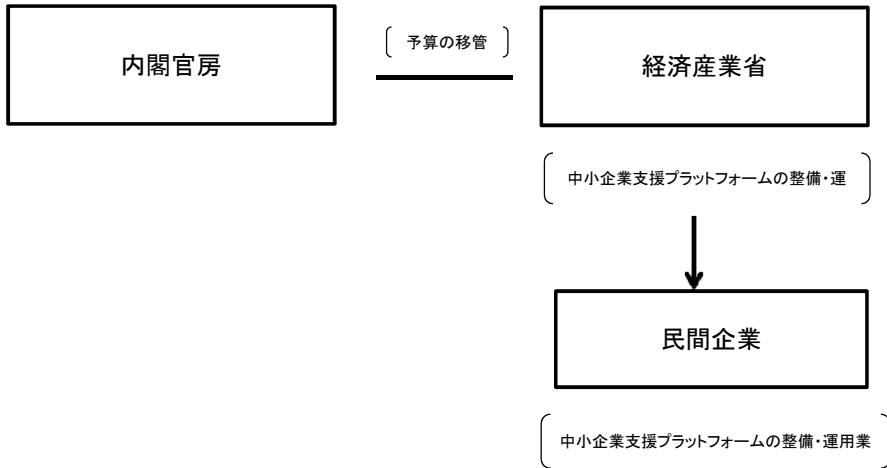 内閣官房
予算の移管
経済産業省
中小企業支援プラットフォームの整備・運
民間企業
中小企業支援プラットフォームの整備・運用業